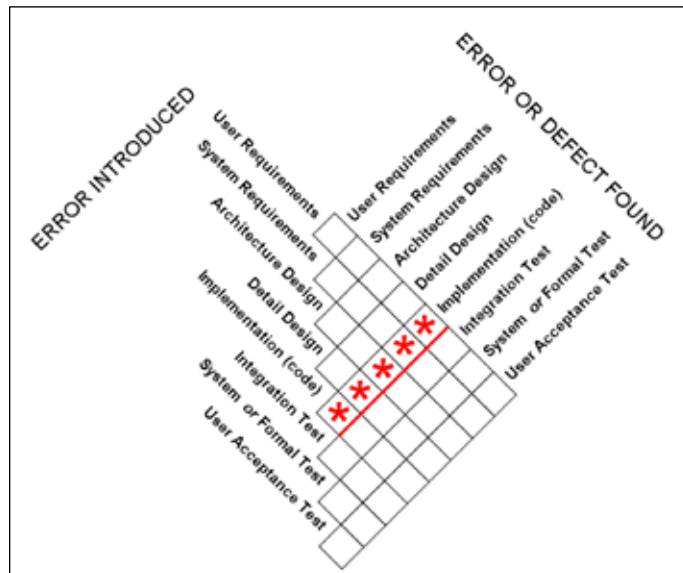 ERROR INTRODUCED
User Requirements
System Requirements
Architecture Design
Detail Design
Implementation (code)
Integration Test
System or Formal Test
User Acceptance Test
ERROR OR DEFECT FOUND
User Requirements
System Requirements
Architecture Design
Detail Design
Implementation (code)
Integration Test
System or Formal Test
User Acceptance Test
* * * * *